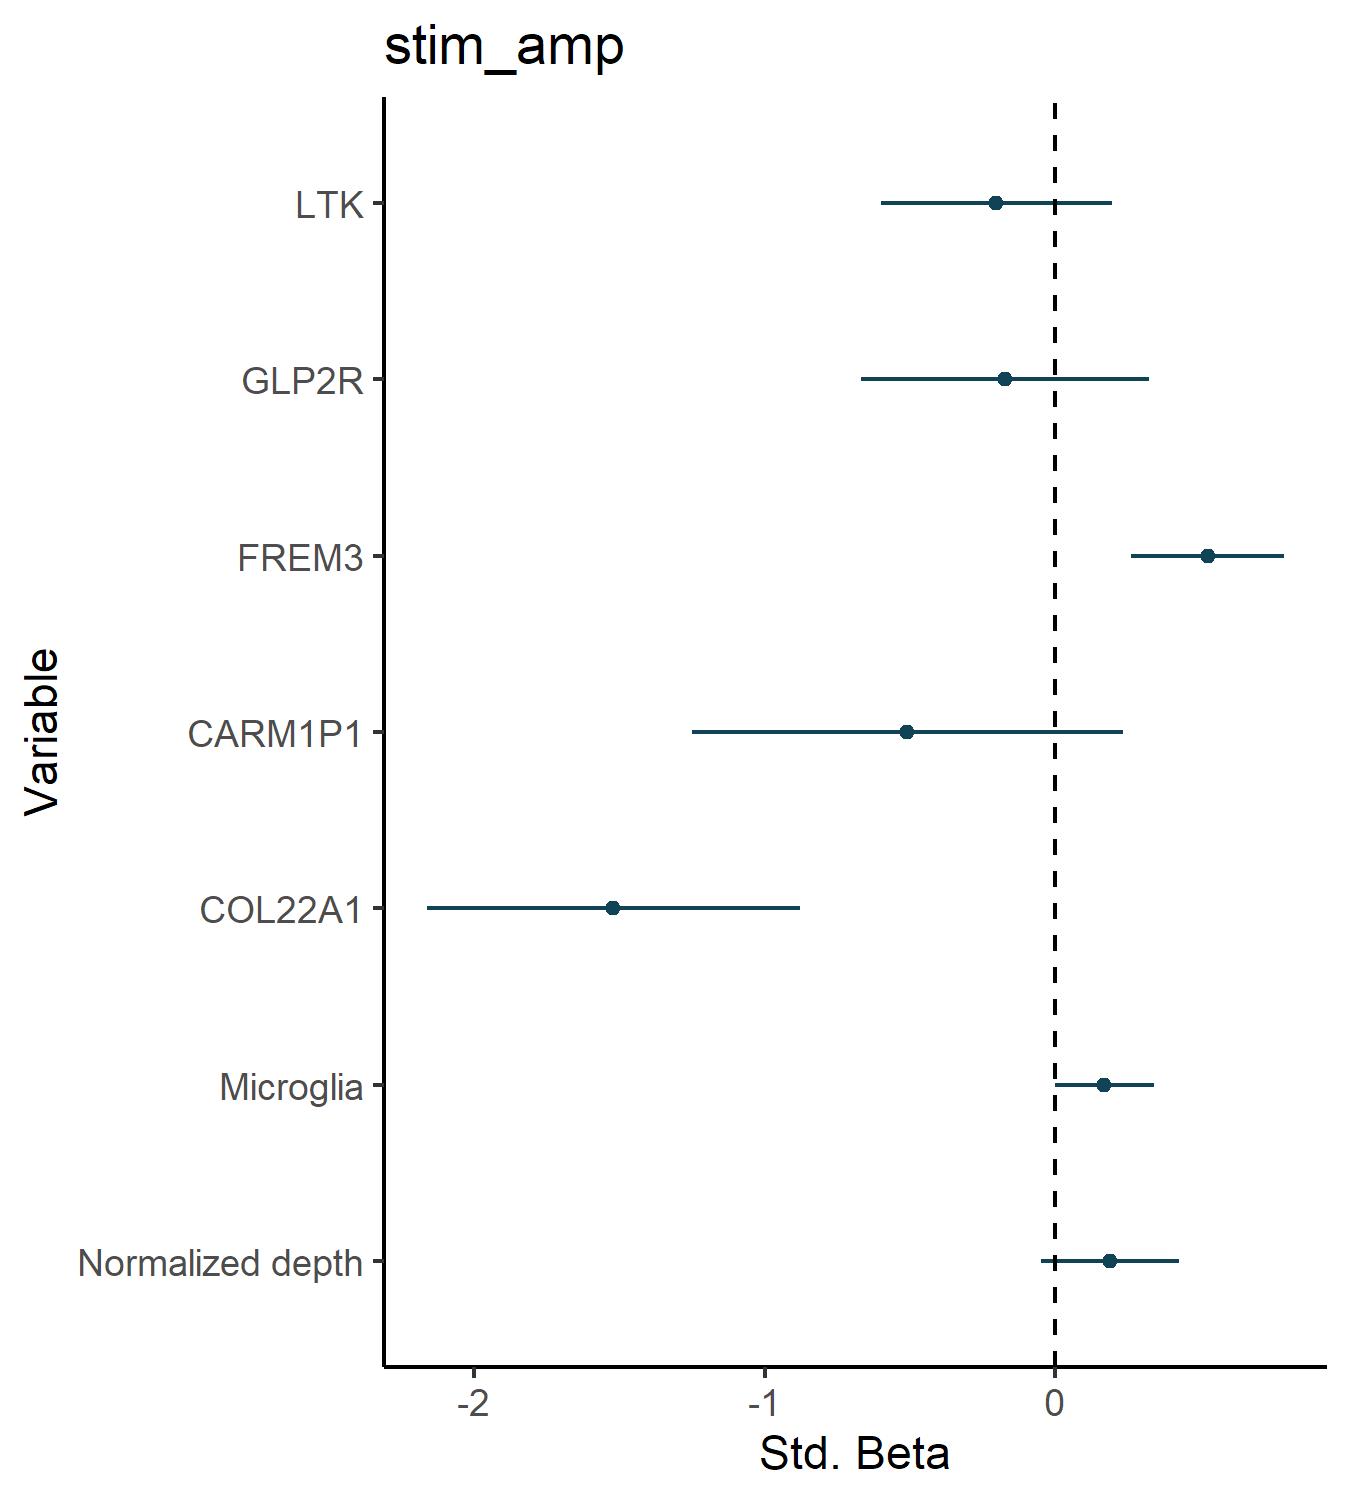 stim_amp
LTK
GLP2R
FREM3
CARM1P1
COL22A1
Microglia
Normalized depth
Variable
-2 -1 0
Std. Beta